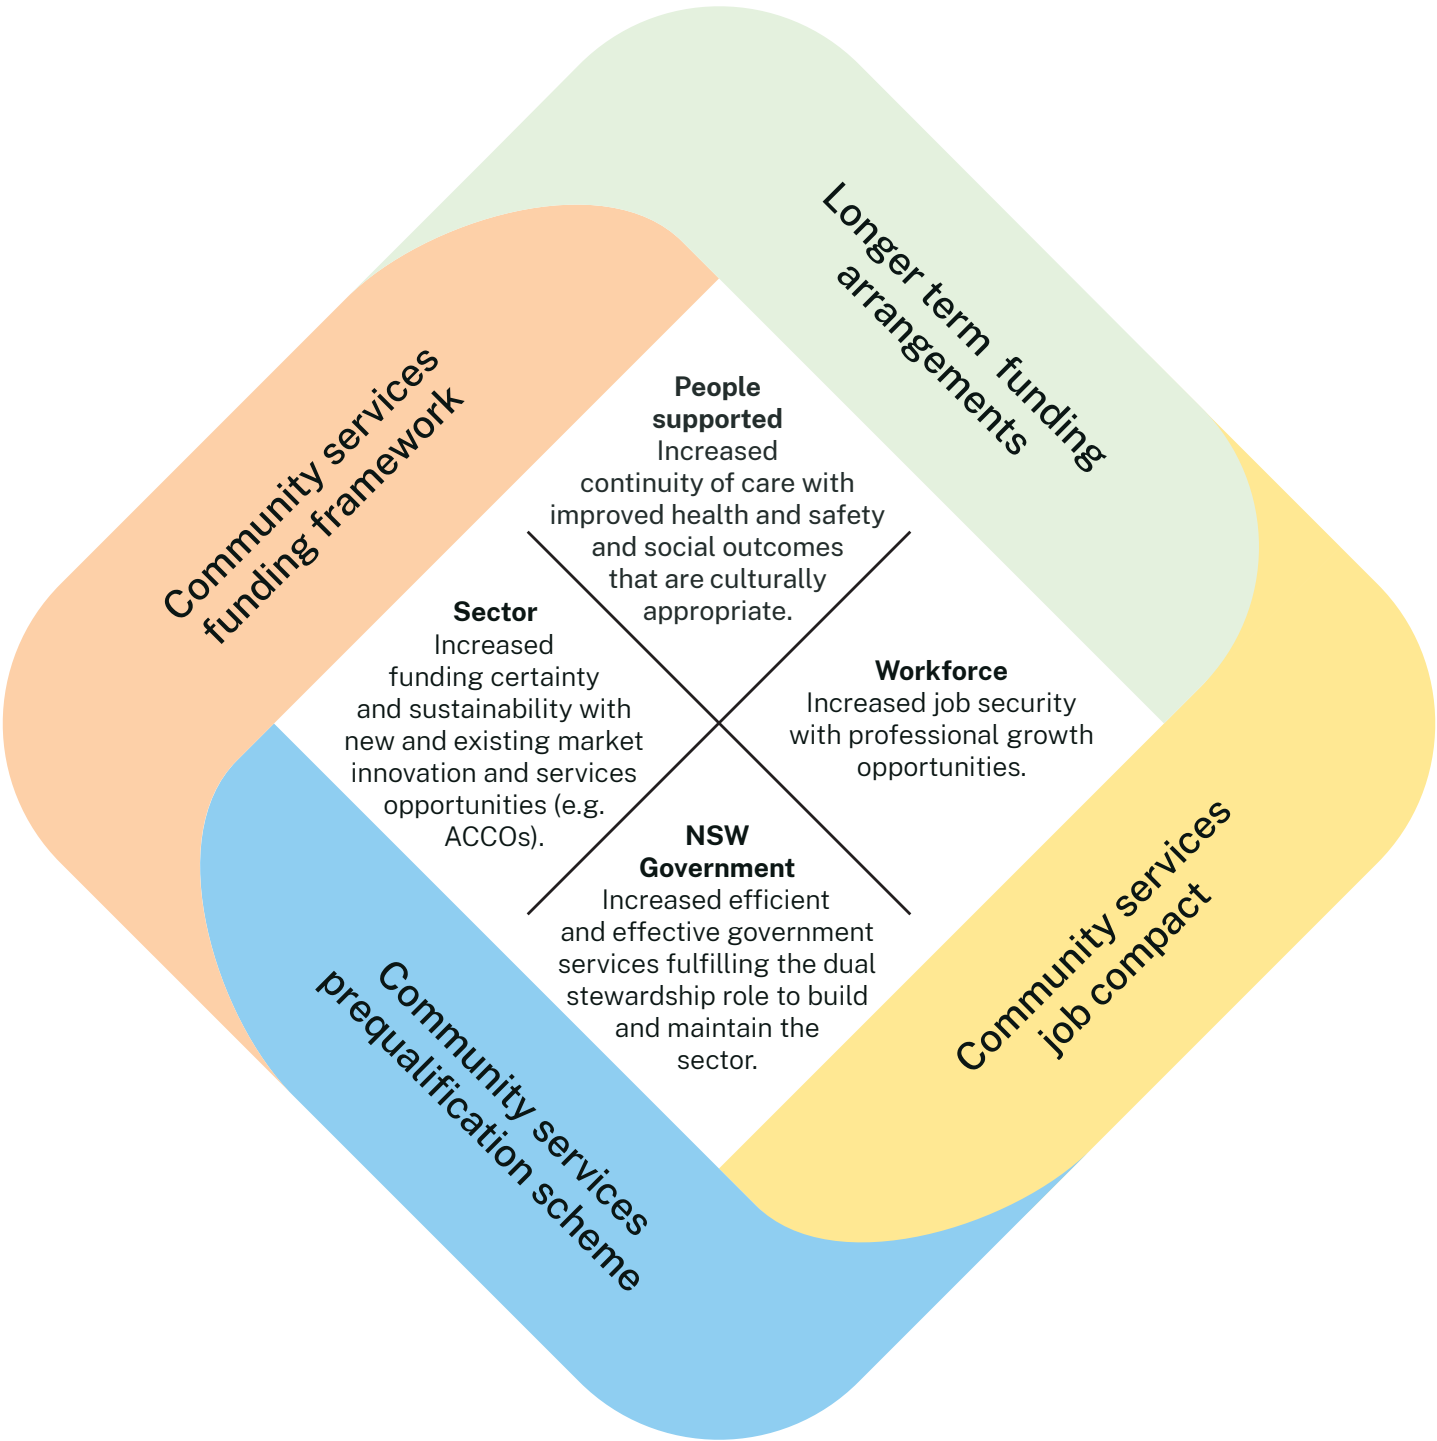 Longer term funding
arrangements
Community services
funding framework
People
supported
Increased
continuity of care with
improved health and safety
and social outcomes
that are culturally
appropriate.
Sector
Increased
funding certainty
and sustainability with
new and existing market
innovation and services
opportunities (e.g.
ACCOs).
Workforce
Increased job security
with professional growth
opportunities.
NSW
Government
Increased efficient
and effective government
services fulfilling the dual
stewardship role to build
and maintain the
sector.
Community services
job compact
Community services
prequalification scheme